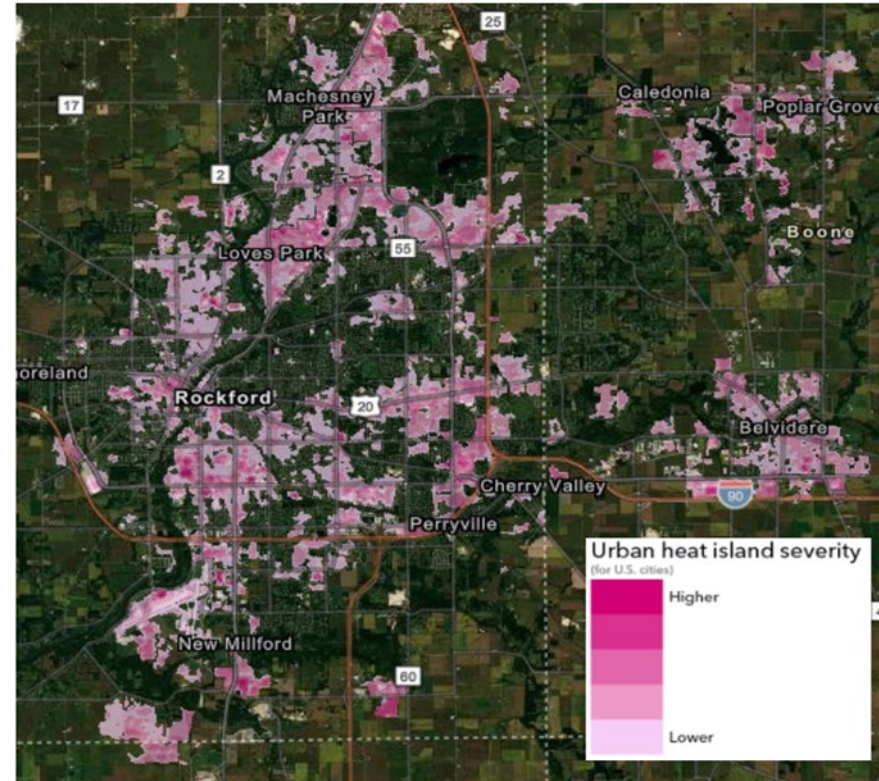 25
17
Machesney
Park
Caledonia
Poplar Grove
2
Boone
Loves Park
55
oreland
Rockford
20
Belvidere
Cherry Valley
90
Perryville
Urban heat island severity
(for U.S. cities)
Higher
Lower
New Millford
60